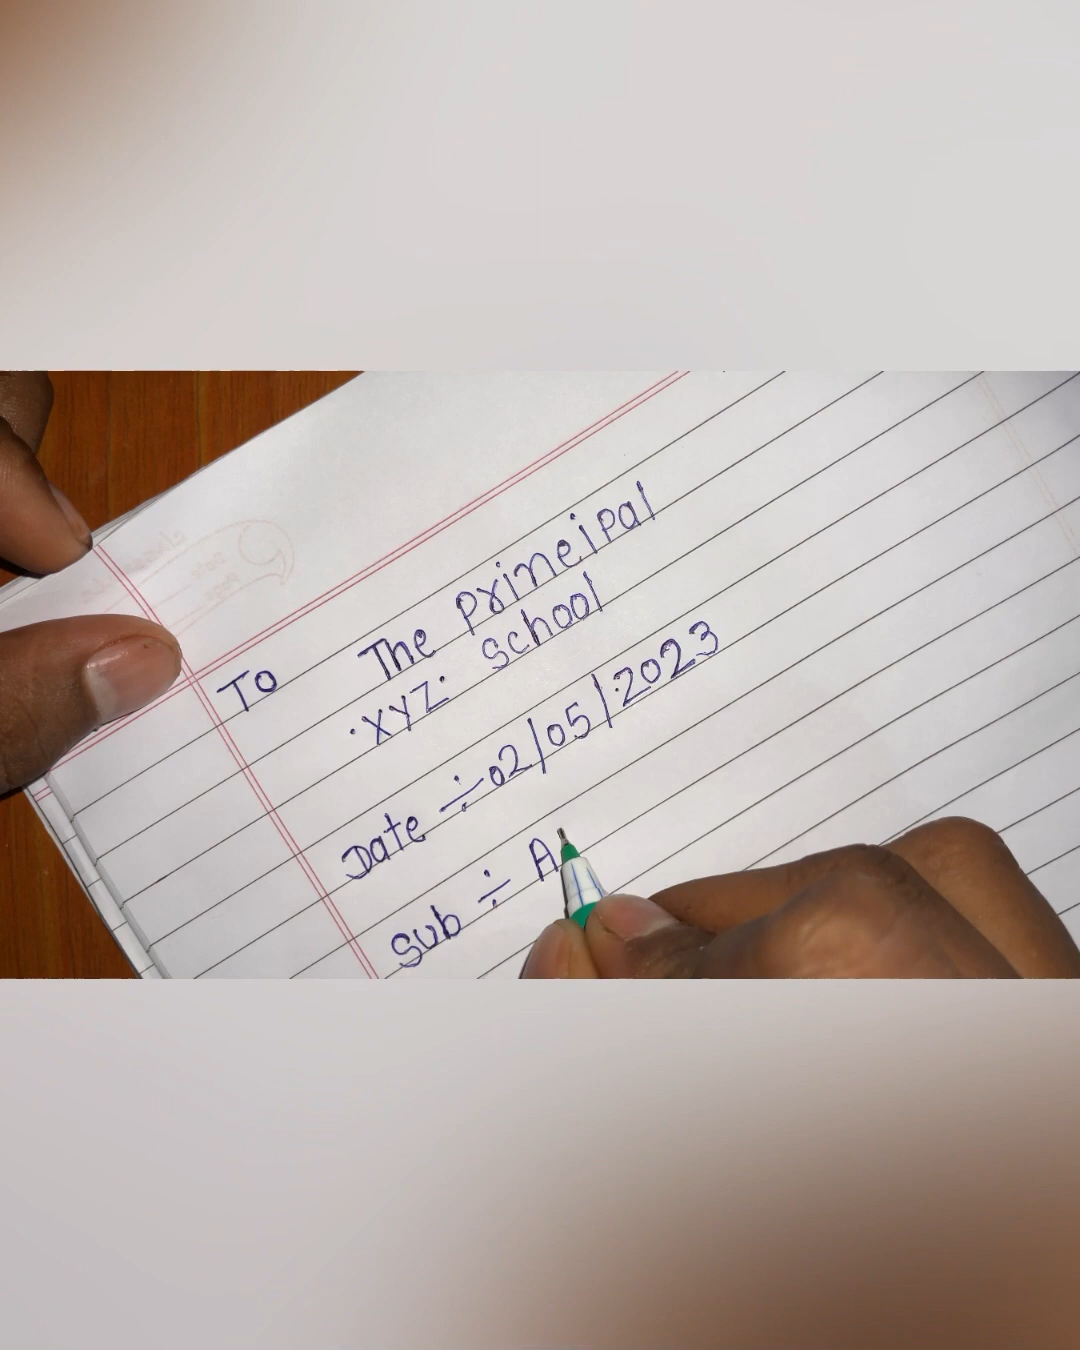 To The Primeipal
.XYZ. School
Date ÷ 02/05/2023
Sub ÷ A